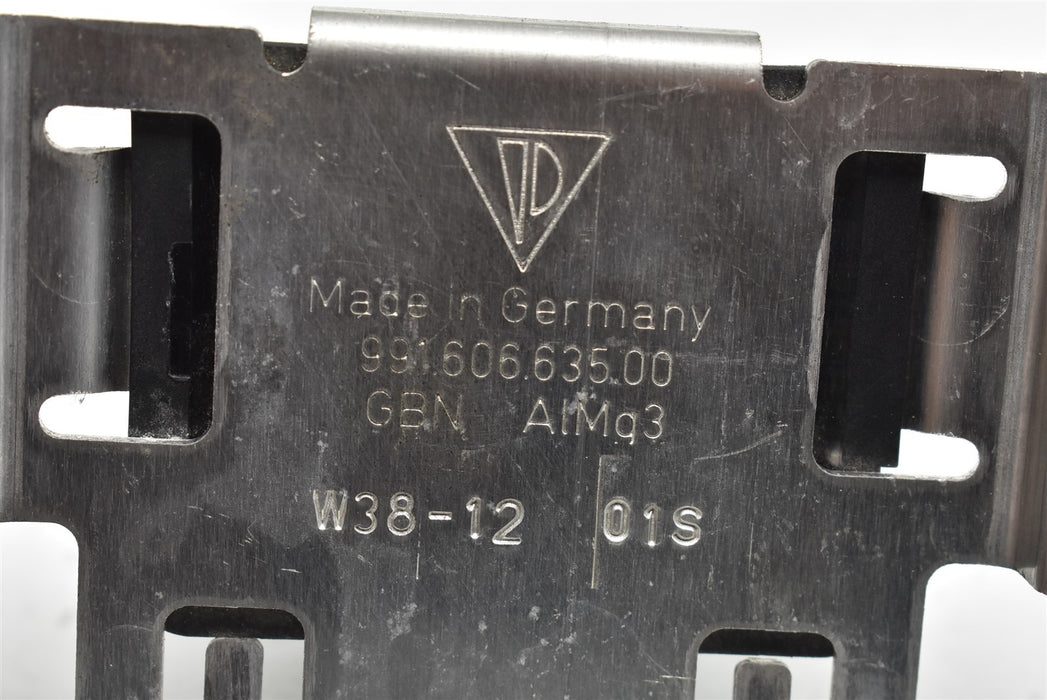 Made in Germany
991.606.635.00
GBN AlMg3
W38-12 01S